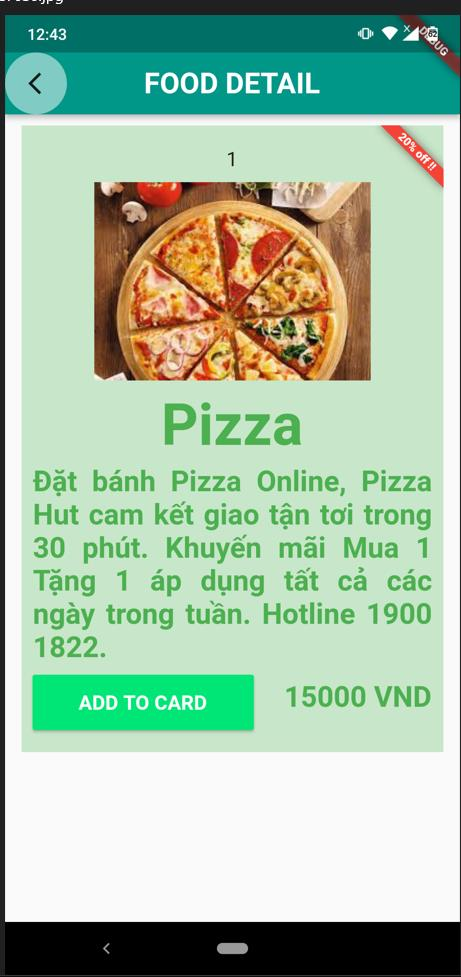 12:43
FOOD DETAIL
20% off !!
1
Pizza
Đặt bánh Pizza Online, Pizza
Hut cam kết giao tận tơi trong
30 phút. Khuyến mãi Mua 1
Tặng 1 áp dụng tất cả các
ngày trong tuần. Hotline 1900
1822.
ADD TO CARD
15000 VND